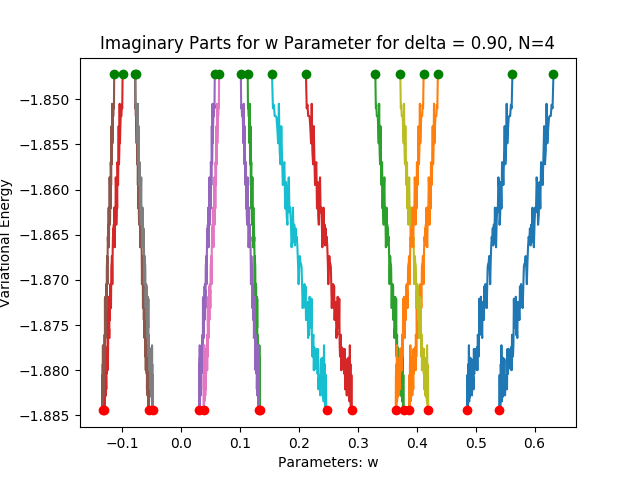 Imaginary Parts for w Parameter for delta = 0.90, N=4
−1.850
−1.855
−1.860
−1.865
−1.870
−1.875
−1.880
−1.885
Variational Energy
−0.1 0.0 0.1 0.2 0.3 0.4 0.5 0.6
Parameters: w